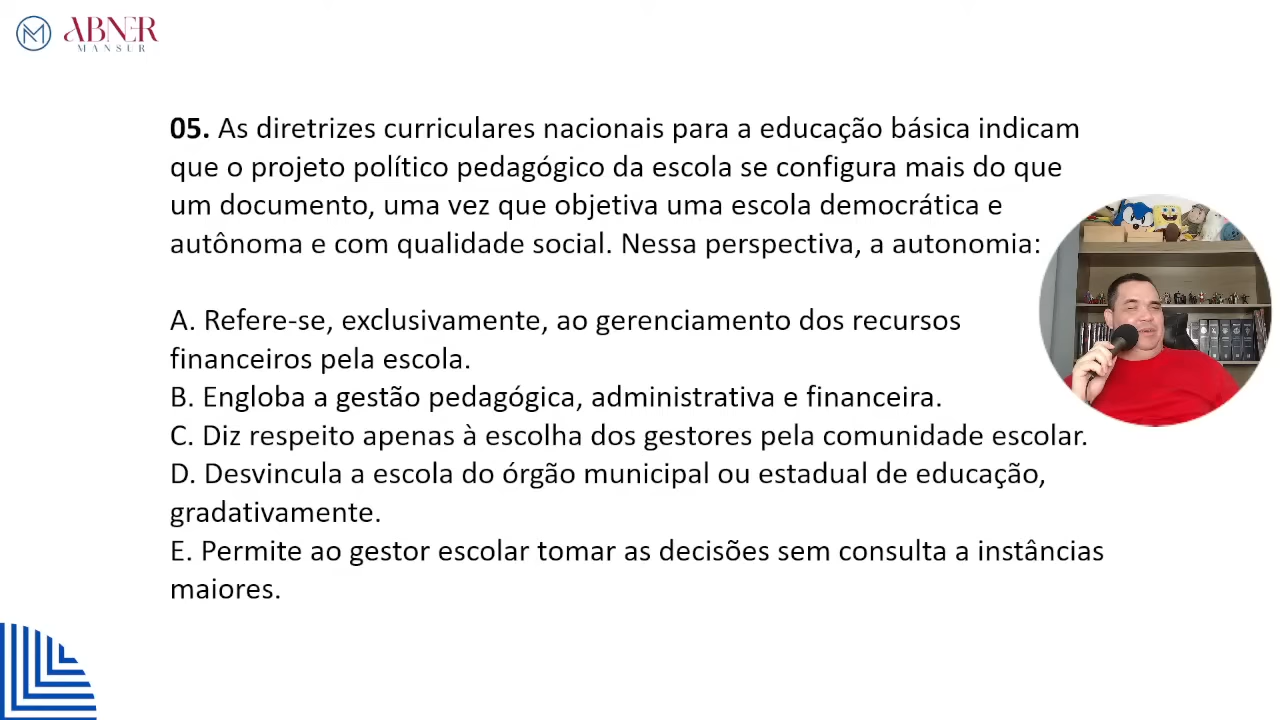 ABNER
MANSUR
05. As diretrizes curriculares nacionais para a educação básica indicam
que o projeto político pedagógico da escola se configura mais do que
um documento, uma vez que objetiva uma escola democrática e
autônoma e com qualidade social. Nessa perspectiva, a autonomia:
A. Refere-se, exclusivamente, ao gerenciamento dos recursos
financeiros pela escola.
B. Engloba a gestão pedagógica, administrativa e financeira.
C. Diz respeito apenas à escolha dos gestores pela comunidade escolar.
D. Desvincula a escola do órgão municipal ou estadual de educação,
gradativamente.
E. Permite ao gestor escolar tomar as decisões sem consulta a instâncias
maiores.